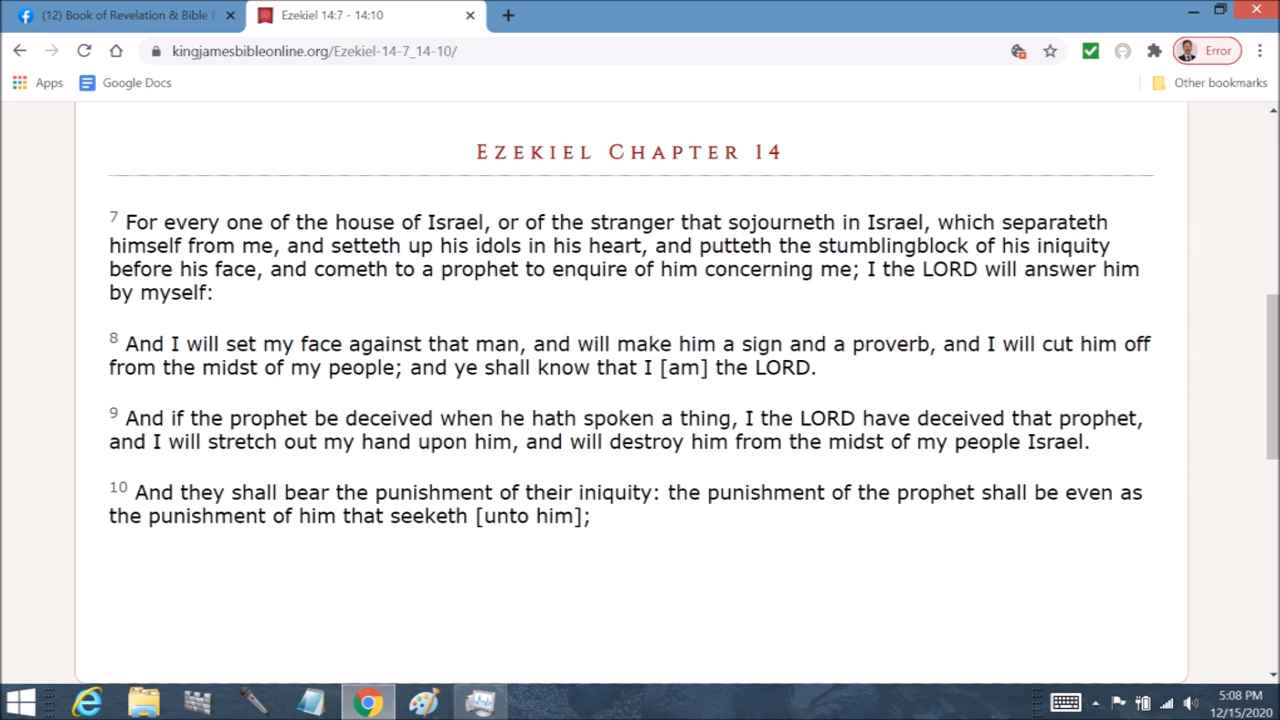 (12) Book of Revelation & Bible P
Ezekiel 14:7 - 14:10
kingjamesbibleonline.org/Ezekiel-14-7_14-10/
Error
Apps
Google Docs
Other bookmarks
EZEKIEL CHAPTER 14
7 For every one of the house of Israel, or of the stranger that sojourneth in Israel, which separateth
himself from me, and setteth up his idols in his heart, and putteth the stumblingblock of his iniquity
before his face, and cometh to a prophet to enquire of him concerning me; I the LORD will answer him
by myself:
8 And I will set my face against that man, and will make him a sign and a proverb, and I will cut him off
from the midst of my people; and ye shall know that I [am] the LORD.
9 And if the prophet be deceived when he hath spoken a thing, I the LORD have deceived that prophet,
and I will stretch out my hand upon him, and will destroy him from the midst of my people Israel.
10 And they shall bear the punishment of their iniquity: the punishment of the prophet shall be even as
the punishment of him that seeketh [unto him];
5:08 PM
12/15/2020